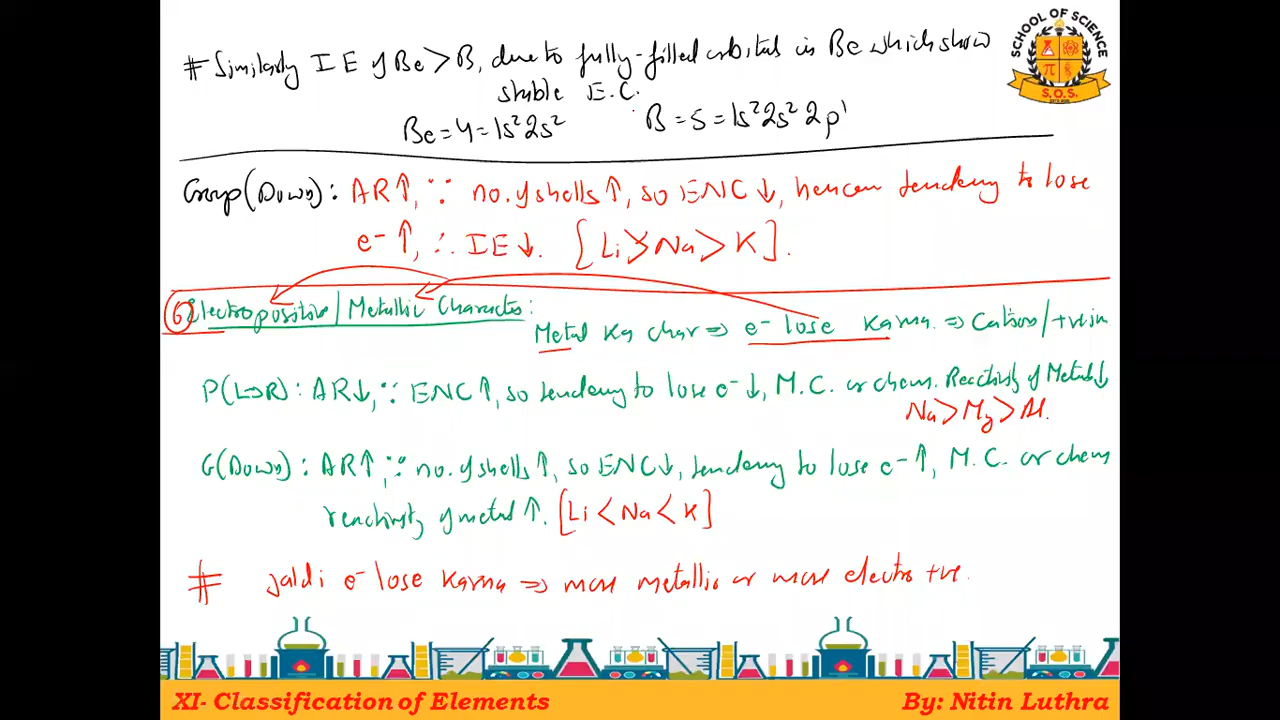 SCHOOL OF SCIENCE
S.O.S.
# Similarly I E of Be > B, due to fully-filled orbital in Be which show
stable E.C.
Be = 4 = 1s² 2s² B = 5 = 1s² 2s² 2p¹
Group (Down): AR↑, ∵ no. of shells ↑, so ENC ↓, hence tendency to lose
e- ↑, ∴ IE ↓. [Li > Na > K].
6 Electropositive / Metallic Character:
Metal Ka char ⇒ e- lose Karna. ⇒ Cations / +ve ion
P(L→R): AR↓, ∵ ENC↑, so tendency to lose e- ↓, M.C. or chem. Reactivity of Metal ↓
Na > Mg > Al.
G(Down): AR↑ ∵ no. of shells ↑, so ENC↓, tendency to lose e- ↑, M.C. or chem
reactivity of metal ↑. [Li < Na < K]
# jaldi e- lose Karna ⇒ more metallic or more electro +ve.
XI- Classification of Elements
By: Nitin Luthra